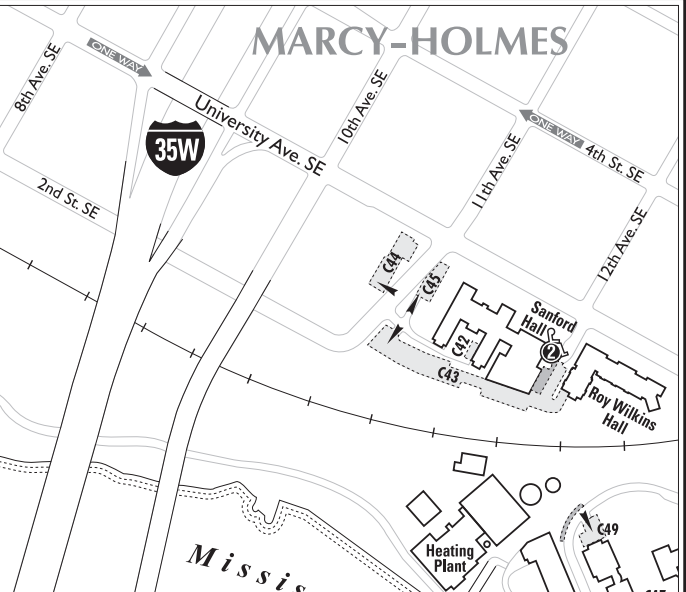 MARCY-HOLMES
ONE WAY
8th Ave. SE
University Ave. SE
10th Ave. SE
35W
ONE WAY
4th St. SE
11th Ave. SE
2nd St. SE
12th Ave. SE
C44
C45
Sanford
Hall
2
C42
C43
Roy Wilkins
Hall
C49
Heating
Plant
Missis